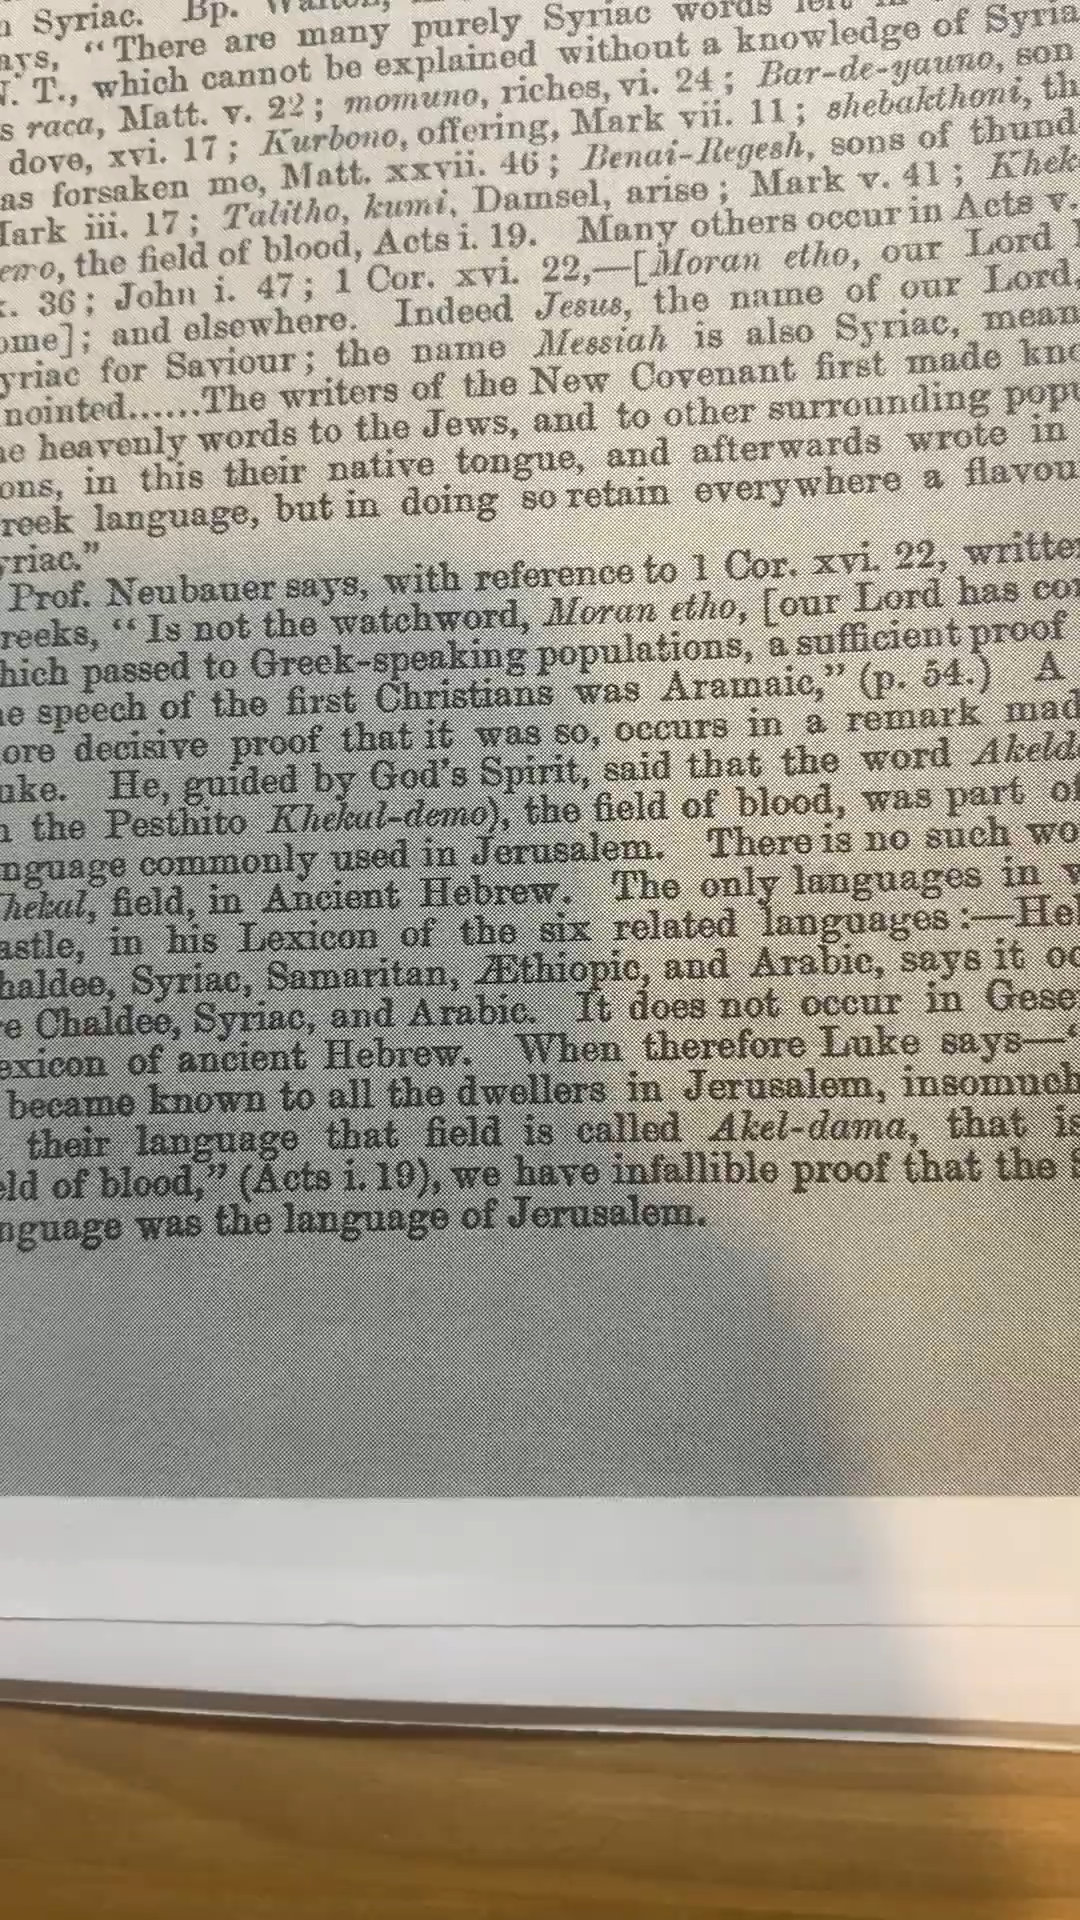 Syriac. Bp. Walton,
ays, “There are many purely Syriac words left
N. T., which cannot be explained without a knowledge of Syria
s raca, Matt. v. 22; momuno, riches, vi. 24; Bar-de-yauno, son
dove, xvi. 17; Kurbono, offering, Mark vii. 11; shebakthoni, th
as forsaken me, Matt. xxvii. 46; Benai-Regesh, sons of thund
Mark iii. 17; Talitho, kumi, Damsel, arise; Mark v. 41; Khek
emo, the field of blood, Acts i. 19. Many others occur in Acts v.
x. 36; John i. 47; 1 Cor. xvi. 22,—[Moran etho, our Lord
ome]; and elsewhere. Indeed Jesus, the name of our Lord,
yriac for Saviour; the name Messiah is also Syriac, mean
nointed......The writers of the New Covenant first made kno
he heavenly words to the Jews, and to other surrounding popu
ons, in this their native tongue, and afterwards wrote in
reek language, but in doing so retain everywhere a flavou
yriac.”
Prof. Neubauer says, with reference to 1 Cor. xvi. 22, writte
reeks, “Is not the watchword, Moran etho, [our Lord has co
hich passed to Greek-speaking populations, a sufficient proof
he speech of the first Christians was Aramaic,” (p. 54.) A
ore decisive proof that it was so, occurs in a remark mad
uke. He, guided by God's Spirit, said that the word Akeld
n the Pesthito Khekal-demo), the field of blood, was part of
nguage commonly used in Jerusalem. There is no such wo
hekal, field, in Ancient Hebrew. The only languages in
astle, in his Lexicon of the six related languages:—He
haldee, Syriac, Samaritan, Æthiopic, and Arabic, says it oc
e Chaldee, Syriac, and Arabic. It does not occur in Gese
exicon of ancient Hebrew. When therefore Luke says—“
became known to all the dwellers in Jerusalem, insomuch
their language that field is called Akel-dama, that is
eld of blood,” (Acts i. 19), we have infallible proof that the S
nguage was the language of Jerusalem.